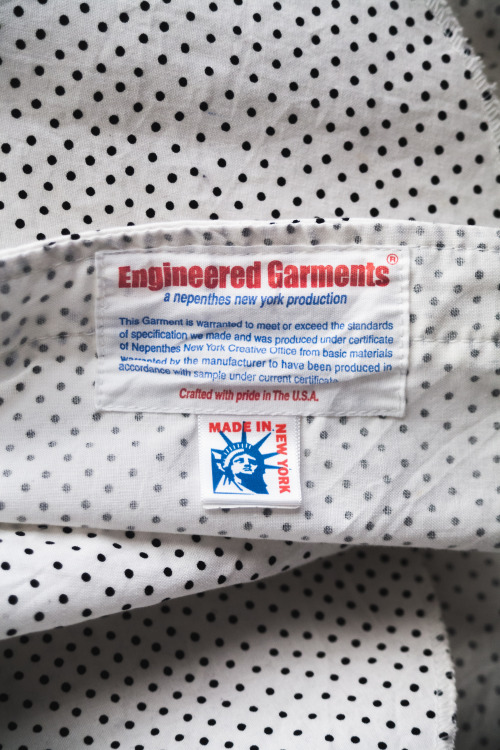 Engineered Garments®
a nepenthes new york production
This Garment is warranted to meet or exceed the standards
of specification we made and was produced under certificate
of Nepenthes New York Creative Office from basic materials
warranted by the manufacturer to have been produced in
accordance with sample under current certificate.
Crafted with pride in The U.S.A.
MADE IN NEW YORK